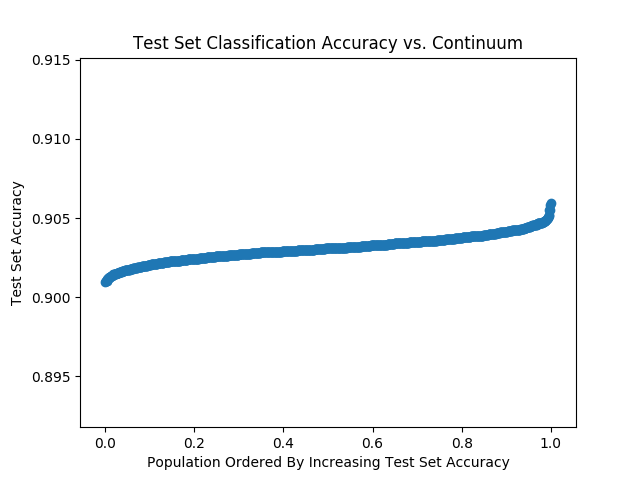 Test Set Classification Accuracy vs. Continuum
0.915
0.910
0.905
0.900
0.895
Test Set Accuracy
0.0 0.2 0.4 0.6 0.8 1.0
Population Ordered By Increasing Test Set Accuracy